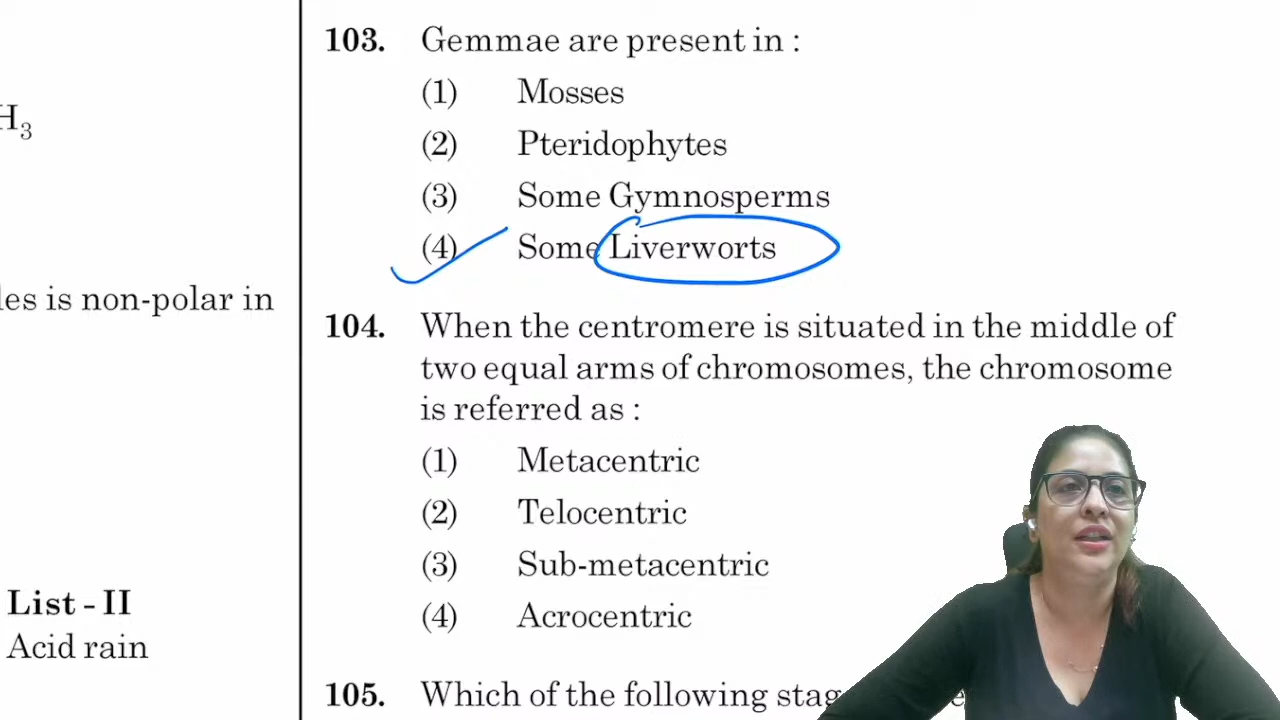 H₃
les is non-polar in
List - II
Acid rain
103. Gemmae are present in :
(1) Mosses
(2) Pteridophytes
(3) Some Gymnosperms
(4) Some Liverworts
104. When the centromere is situated in the middle of
two equal arms of chromosomes, the chromosome
is referred as :
(1) Metacentric
(2) Telocentric
(3) Sub-metacentric
(4) Acrocentric
105. Which of the following